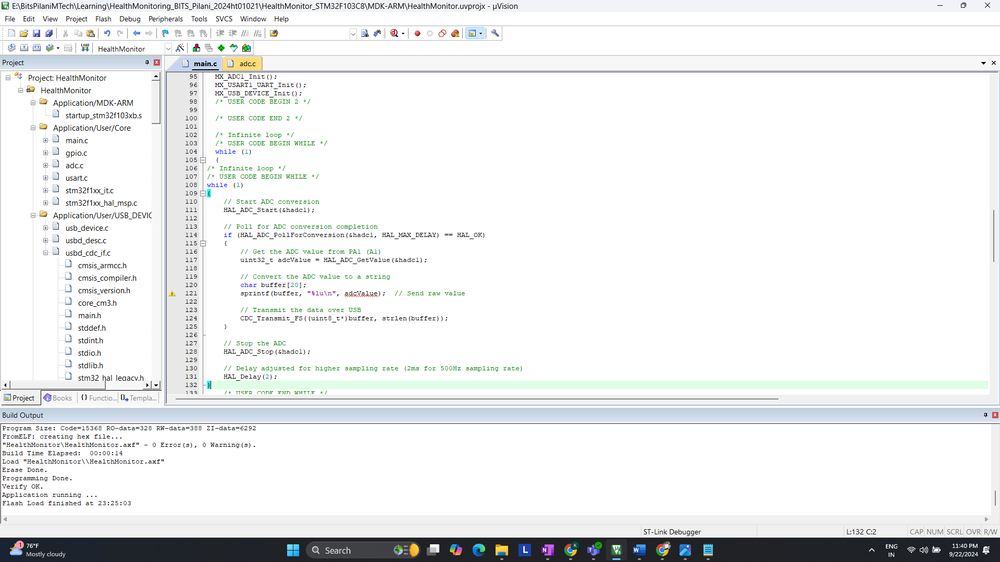 E:\BitsPilaniMTech\Learning\HealthMonitoring_BITS_Pilani_2024ht01021\HealthMonitor_STM32F103C8\MDK-ARM\HealthMonitor.uvprojx - µVision
File Edit View Project Flash Debug Peripherals Tools SVCS Window Help
LOAD HealthMonitor
Project
Project: HealthMonitor
HealthMonitor
Application/MDK-ARM
startup_stm32f103xb.s
Application/User/Core
main.c
gpio.c
adc.c
usart.c
stm32f1xx_it.c
stm32f1xx_hal_msp.c
Application/User/USB_DEVIC
usb_device.c
usbd_desc.c
usbd_cdc_if.c
cmsis_armcc.h
cmsis_compiler.h
cmsis_version.h
core_cm3.h
main.h
stddef.h
stdint.h
stdio.h
stdlib.h
stm32_hal_legacy.h
Project Books {} Functio... Templa...
main.c adc.c
95 MX_ADC1_Init();
96 MX_USART1_UART_Init();
97 MX_USB_DEVICE_Init();
98 /* USER CODE BEGIN 2 */
99
100 /* USER CODE END 2 */
101
102 /* Infinite loop */
103 /* USER CODE BEGIN WHILE */
104 while (1)
105 {
106 /* Infinite loop */
107 /* USER CODE BEGIN WHILE */
108 while (1)
109 {
110 // Start ADC conversion
111 HAL_ADC_Start(&hadc1);
112
113 // Poll for ADC conversion completion
114 if (HAL_ADC_PollForConversion(&hadc1, HAL_MAX_DELAY) == HAL_OK)
115 {
116 // Get the ADC value from PA1 (A1)
117 uint32_t adcValue = HAL_ADC_GetValue(&hadc1);
118
119 // Convert the ADC value to a string
120 char buffer[20];
121 sprintf(buffer, "%lu\n", adcValue); // Send raw value
122
123 // Transmit the data over USB
124 CDC_Transmit_FS((uint8_t*)buffer, strlen(buffer));
125 }
126
127 // Stop the ADC
128 HAL_ADC_Stop(&hadc1);
129
130 // Delay adjusted for higher sampling rate (2ms for 500Hz sampling rate)
131 HAL_Delay(2);
132 }
133 /* USER CODE END WHILE */
Build Output
Program Size: Code=15368 RO-data=328 RW-data=388 ZI-data=6292
FromELF: creating hex file...
"HealthMonitor\HealthMonitor.axf" - 0 Error(s), 0 Warning(s).
Build Time Elapsed: 00:00:14
Load "HealthMonitor\\HealthMonitor.axf"
Erase Done.
Programming Done.
Verify OK.
Application running ...
Flash Load finished at 23:25:03
ST-Link Debugger L:132 C:2 CAP NUM SCRL OVR R/W
1 76°F
Mostly cloudy
Search
ENG
IN
11:40 PM
9/22/2024